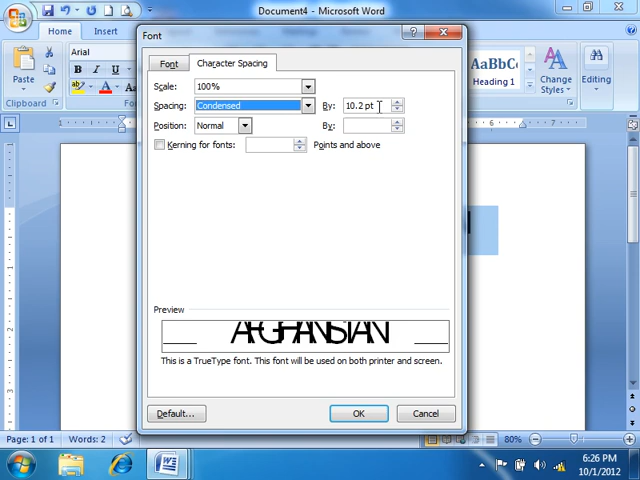 Document4 - Microsoft Word
Home
Insert
Font
Paste
Clipboard
Arial
AaBbCc
Heading 1
Change
Styles
Editing
Font
Character Spacing
Scale:
100%
Spacing:
Condensed
By:
10.2 pt
Position:
Normal
By:
Kerning for fonts:
Points and above
Preview
AFGHANISTAN
This is a TrueType font. This font will be used on both printer and screen.
Default...
OK
Cancel
Page: 1 of 1
Words: 2
80%
6:26 PM
10/1/2012